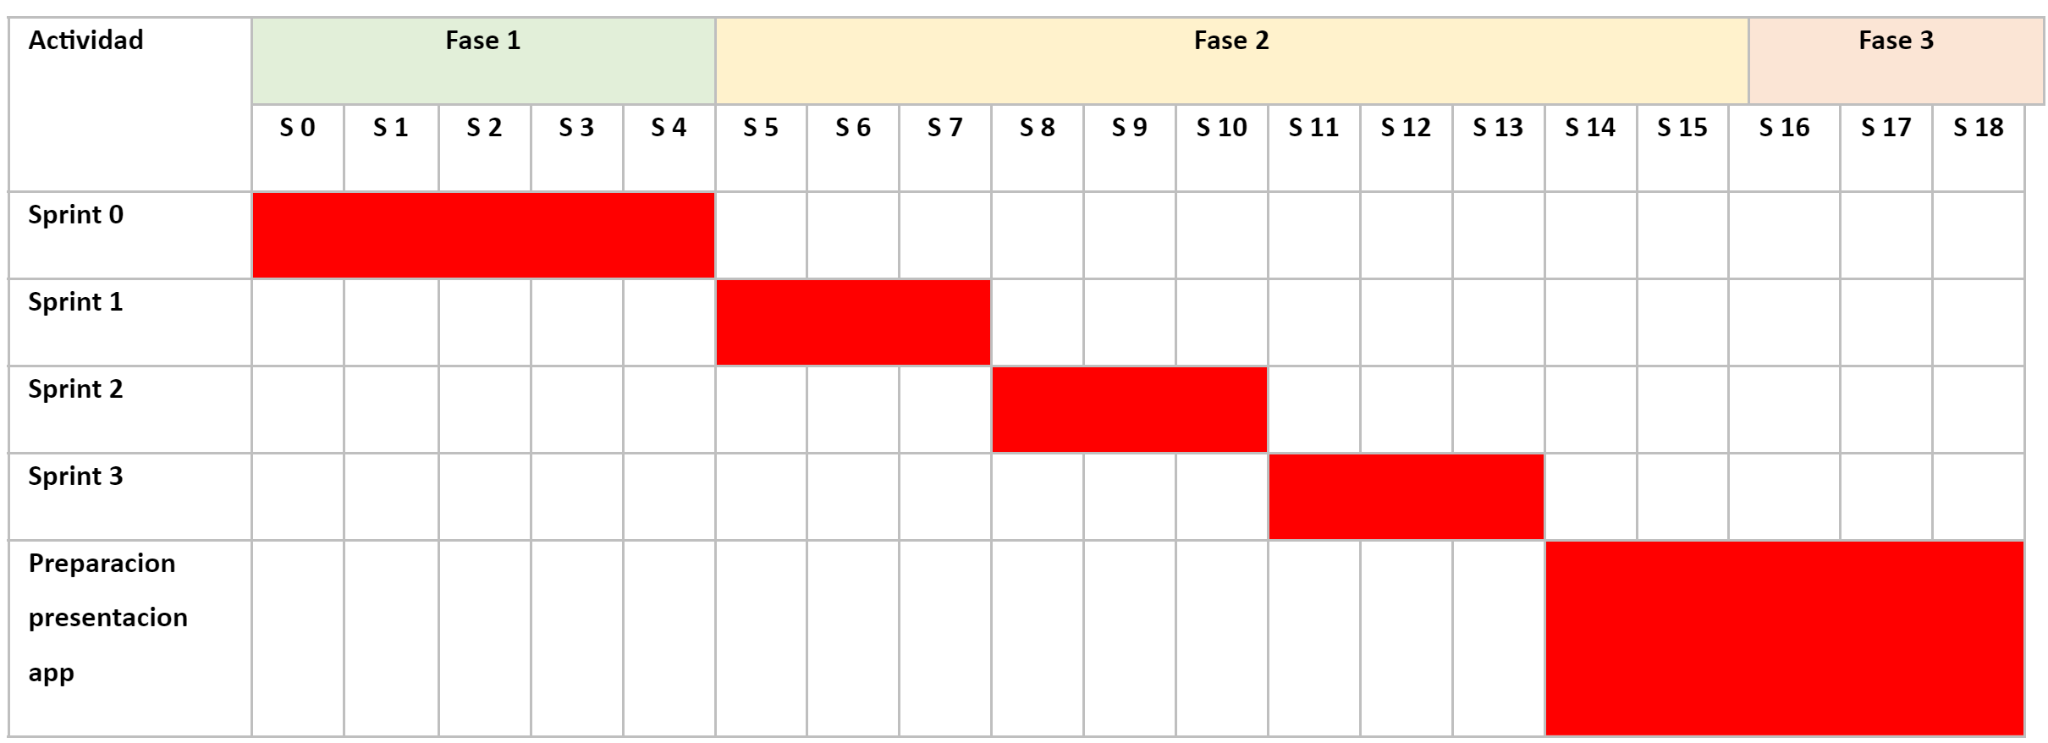 Actividad Fase 1 Fase 2 Fase 3
S 0 S 1 S 2 S 3 S 4 S 5 S 6 S 7 S 8 S 9 S 10 S 11 S 12 S 13 S 14 S 15 S 16 S 17 S 18
Sprint 0
Sprint 1
Sprint 2
Sprint 3
Preparacion
presentacion
app